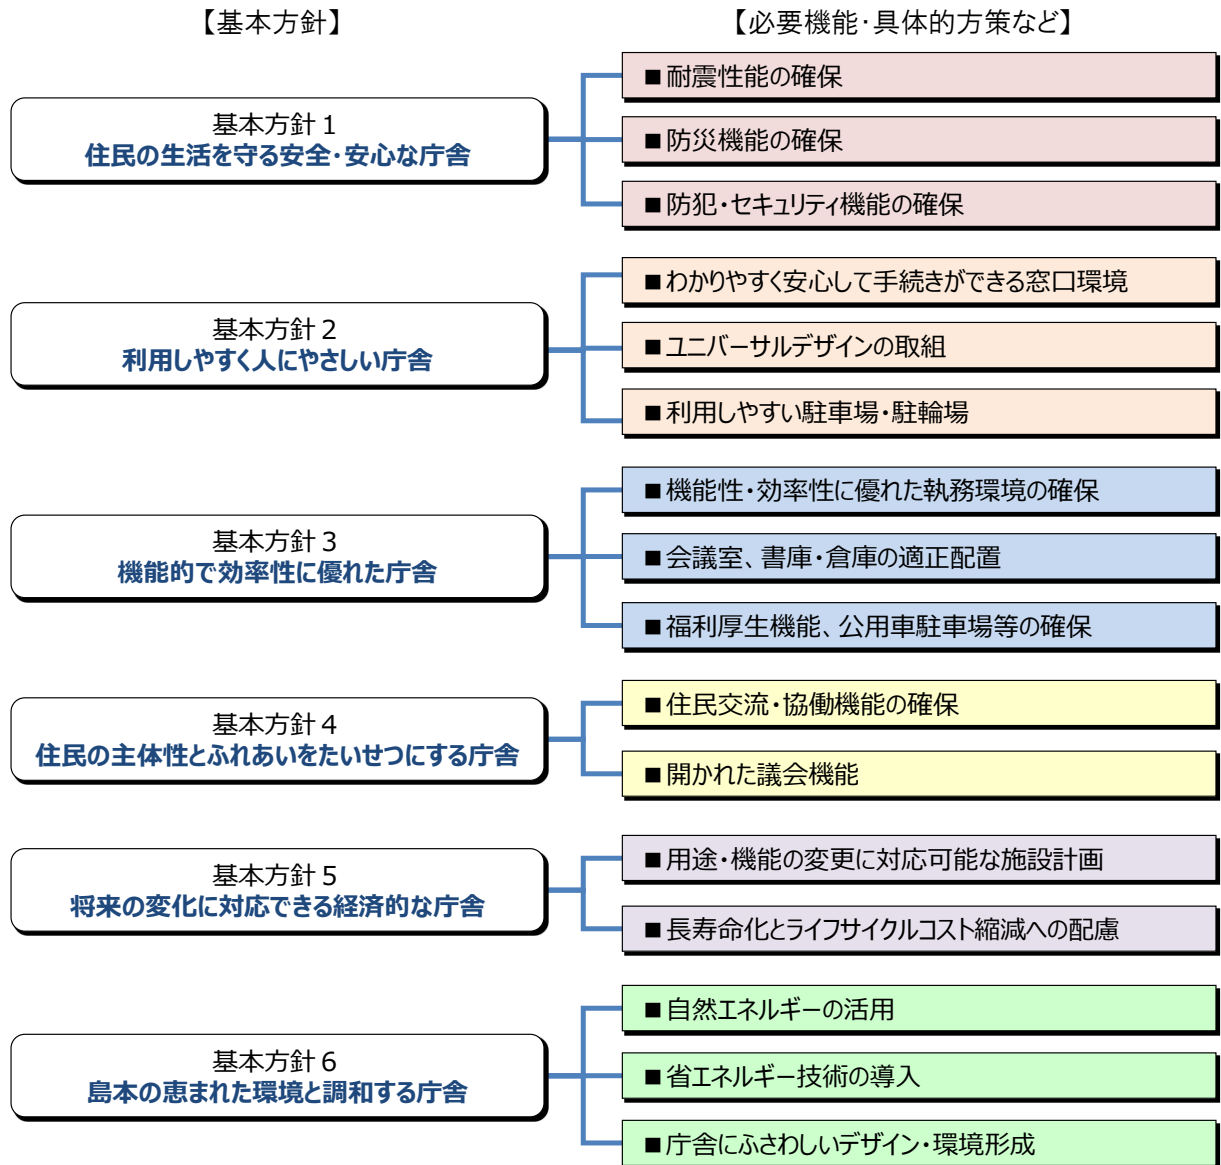 【基本方針】
【必要機能・具体的方策など】
基本方針１
住民の生活を守る安全・安心な庁舎
■耐震性能の確保
■防災機能の確保
■防犯・セキュリティ機能の確保
基本方針２
利用しやすく人にやさしい庁舎
■わかりやすく安心して手続きができる窓口環境
■ユニバーサルデザインの取組
■利用しやすい駐車場・駐輪場
基本方針３
機能的で効率性に優れた庁舎
■機能性・効率性に優れた執務環境の確保
■会議室、書庫・倉庫の適正配置
■福利厚生機能、公用車駐車場等の確保
基本方針４
住民の主体性とふれあいをたいせつにする庁舎
■住民交流・協働機能の確保
■開かれた議会機能
基本方針５
将来の変化に対応できる経済的な庁舎
■用途・機能の変更に対応可能な施設計画
■長寿命化とライフサイクルコスト縮減への配慮
基本方針６
島本の恵まれた環境と調和する庁舎
■自然エネルギーの活用
■省エネルギー技術の導入
■庁舎にふさわしいデザイン・環境形成